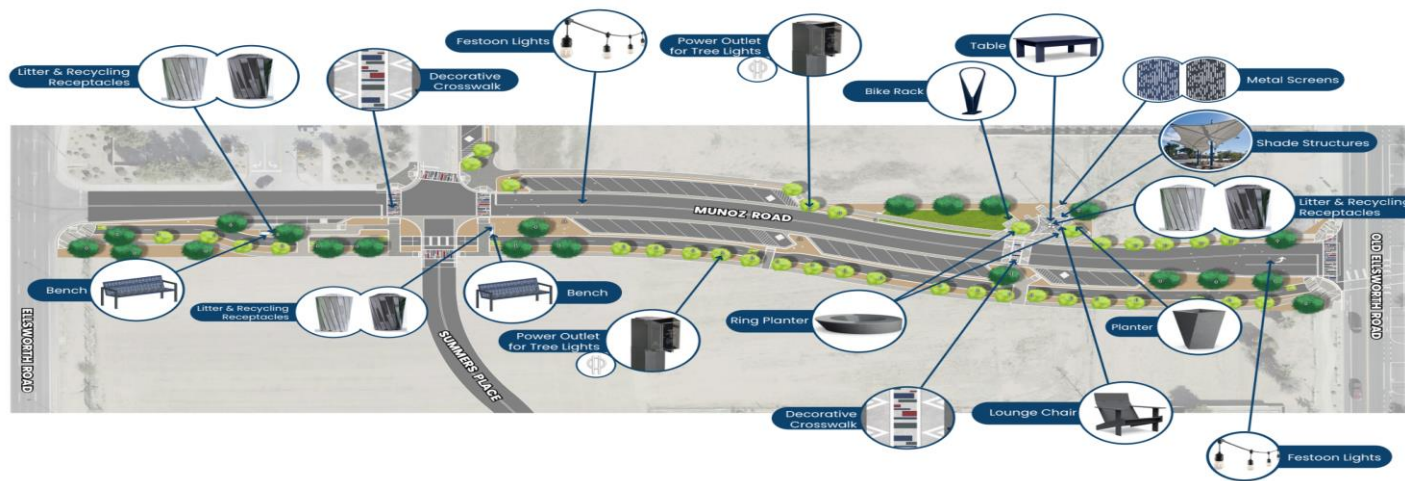 Litter & Recycling
Receptacles
Decorative
Crosswalk
Festoon Lights
Power Outlet
for Tree Lights
Table
Bike Rack
Metal Screens
Shade Structures
Litter & Recycling
Receptacles
MUNOZ ROAD
Bench
Litter & Recycling
Receptacles
Bench
Power Outlet
for Tree Lights
Ring Planter
Planter
Decorative
Crosswalk
Lounge Chair
Festoon Lights
ELLSWORTH ROAD
SUMMERS PLACE
OLD ELLSWORTH ROAD